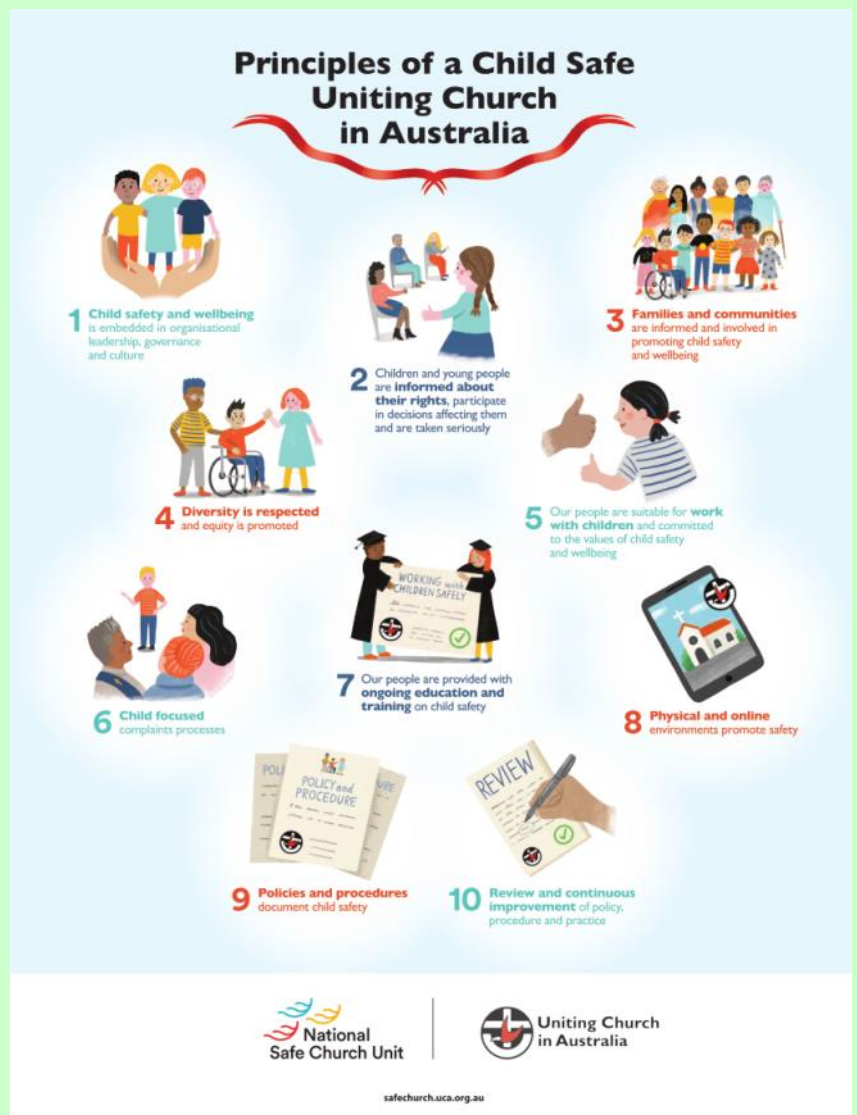 Principles of a Child Safe
Uniting Church
in Australia
1 Child safety and wellbeing
is embedded in organisational
leadership, governance
and culture
2 Children and young people
are informed about
their rights, participate
in decisions affecting them
and are taken seriously
3 Families and communities
are informed and involved in
promoting child safety
and wellbeing
4 Diversity is respected
and equity is promoted
5 Our people are suitable for work
with children and committed
to the values of child safety
and wellbeing
6 Child focused
complaints processes
WORKING with
CHILDREN SAFELY
7 Our people are provided with
ongoing education and
training on child safety
8 Physical and online
environments promote safety
POLI
POLICY and
PROCEDURE
URE
9 Policies and procedures
document child safety
REVIEW
10 Review and continuous
improvement of policy,
procedure and practice
National
Safe Church Unit
Uniting Church
in Australia
safechurch.uca.org.au